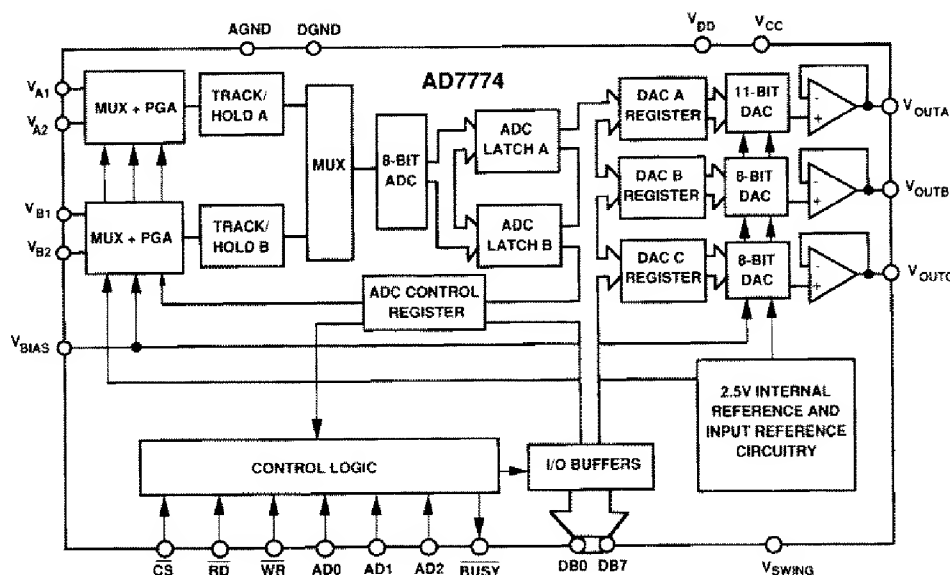 AGND
DGND
VDD
VCC
AD7774
VA1
VA2
MUX + PGA
TRACK/
HOLD A
MUX
8-BIT
ADC
ADC
LATCH A
DAC A
REGISTER
11-BIT
DAC
-
+
VOUTA
VB1
VB2
MUX + PGA
TRACK/
HOLD B
ADC
LATCH B
DAC B
REGISTER
8-BIT
DAC
-
+
VOUTB
DAC C
REGISTER
8-BIT
DAC
-
+
VOUTC
ADC CONTROL
REGISTER
VBIAS
2.5V INTERNAL
REFERENCE AND
INPUT REFERENCE
CIRCUITRY
CONTROL LOGIC
I/O BUFFERS
CS
RD
WR
AD0
AD1
AD2
BUSY
DB0
DB7
VSWING